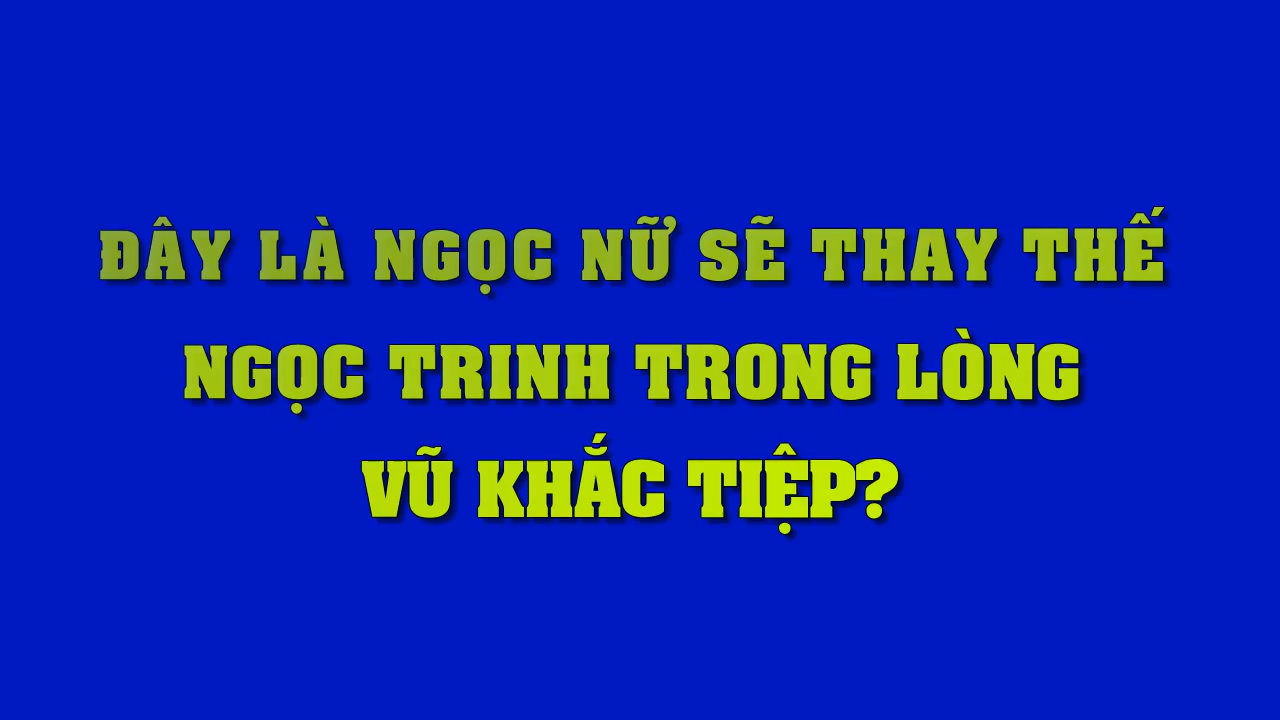 ĐÂY LÀ NGỌC NỮ SẼ THAY THẾ
NGỌC TRINH TRONG LÒNG
VŨ KHẮC TIỆP?